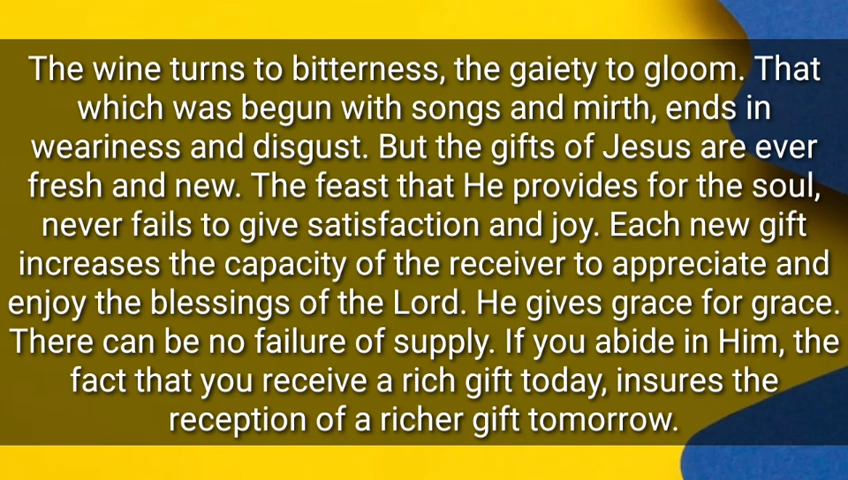 The wine turns to bitterness, the gaiety to gloom. That
which was begun with songs and mirth, ends in
weariness and disgust. But the gifts of Jesus are ever
fresh and new. The feast that He provides for the soul,
never fails to give satisfaction and joy. Each new gift
increases the capacity of the receiver to appreciate and
enjoy the blessings of the Lord. He gives grace for grace.
There can be no failure of supply. If you abide in Him, the
fact that you receive a rich gift today, insures the
reception of a richer gift tomorrow.